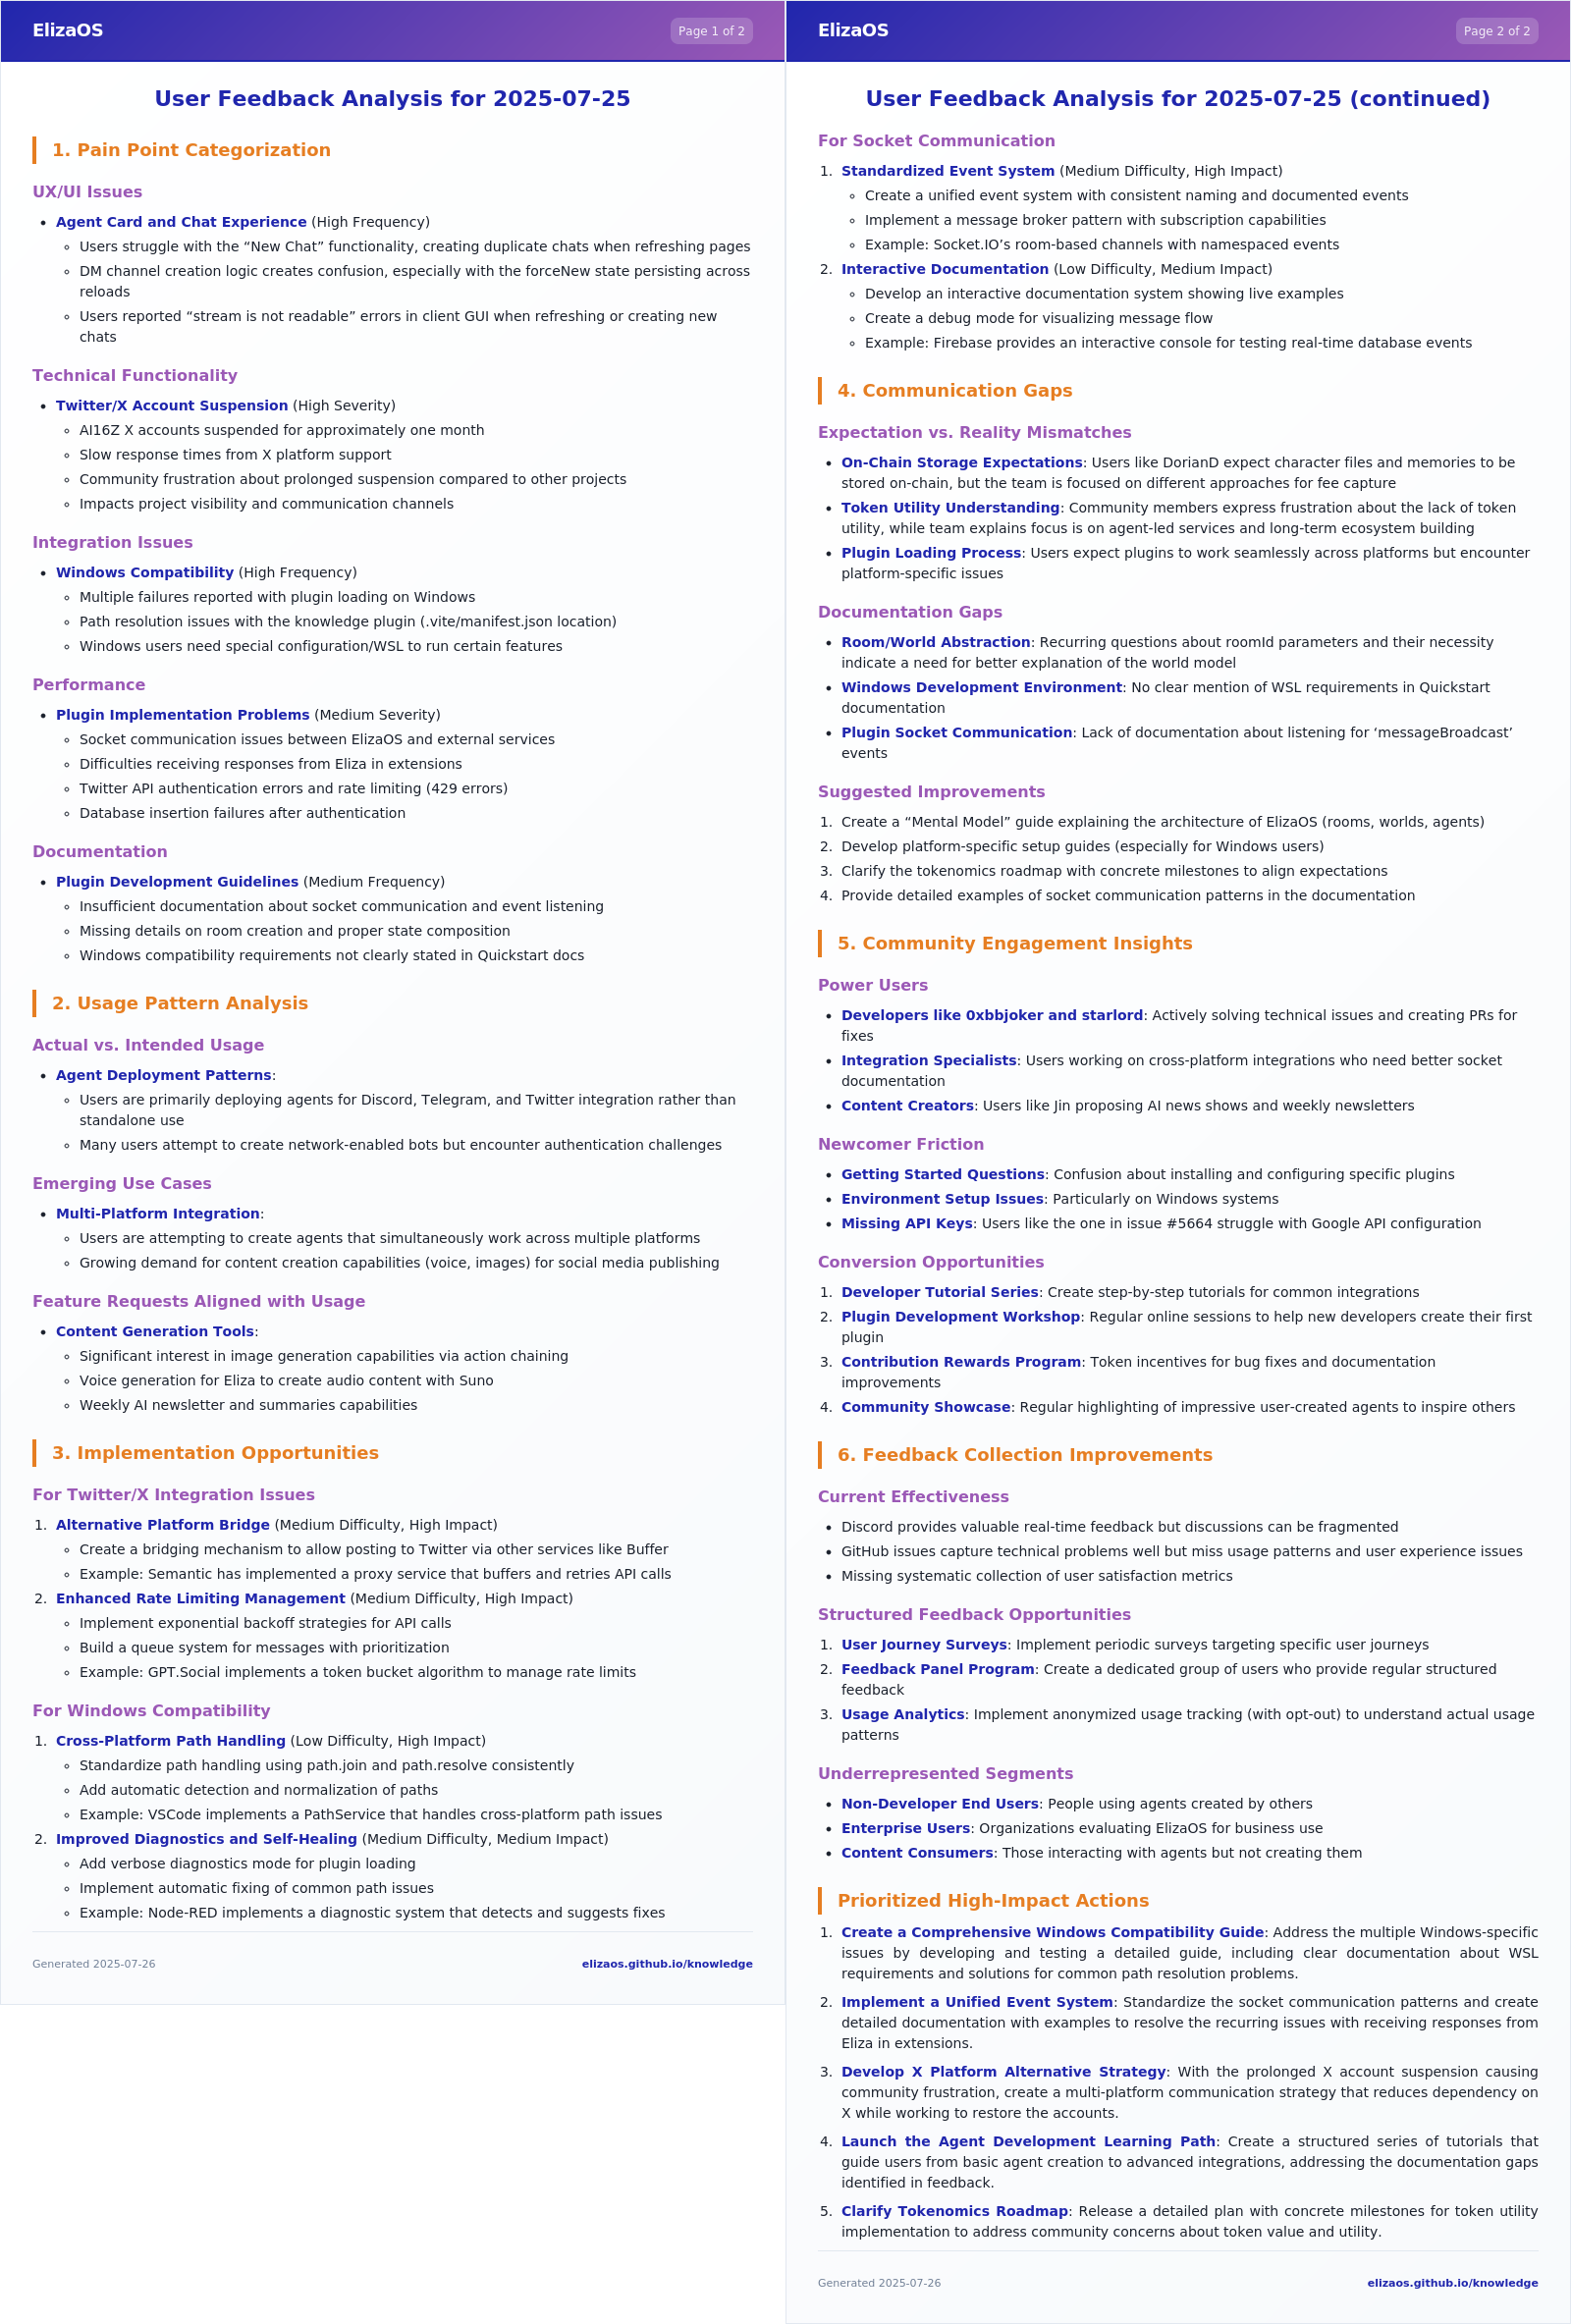 ElizaOS
Page 1 of 2
User Feedback Analysis for 2025-07-25
1. Pain Point Categorization
UX/UI Issues
• Agent Card and Chat Experience (High Frequency)
◦ Users struggle with the “New Chat” functionality, creating duplicate chats when refreshing pages
◦ DM channel creation logic creates confusion, especially with the forceNew state persisting across
reloads
◦ Users reported “stream is not readable” errors in client GUI when refreshing or creating new
chats
Technical Functionality
• Twitter/X Account Suspension (High Severity)
◦ AI16Z X accounts suspended for approximately one month
◦ Slow response times from X platform support
◦ Community frustration about prolonged suspension compared to other projects
◦ Impacts project visibility and communication channels
Integration Issues
• Windows Compatibility (High Frequency)
◦ Multiple failures reported with plugin loading on Windows
◦ Path resolution issues with the knowledge plugin (.vite/manifest.json location)
◦ Windows users need special configuration/WSL to run certain features
Performance
• Plugin Implementation Problems (Medium Severity)
◦ Socket communication issues between ElizaOS and external services
◦ Difficulties receiving responses from Eliza in extensions
◦ Twitter API authentication errors and rate limiting (429 errors)
◦ Database insertion failures after authentication
Documentation
• Plugin Development Guidelines (Medium Frequency)
◦ Insufficient documentation about socket communication and event listening
◦ Missing details on room creation and proper state composition
◦ Windows compatibility requirements not clearly stated in Quickstart docs
2. Usage Pattern Analysis
Actual vs. Intended Usage
• Agent Deployment Patterns:
◦ Users are primarily deploying agents for Discord, Telegram, and Twitter integration rather than
standalone use
◦ Many users attempt to create network-enabled bots but encounter authentication challenges
Emerging Use Cases
• Multi-Platform Integration:
◦ Users are attempting to create agents that simultaneously work across multiple platforms
◦ Growing demand for content creation capabilities (voice, images) for social media publishing
Feature Requests Aligned with Usage
• Content Generation Tools:
◦ Significant interest in image generation capabilities via action chaining
◦ Voice generation for Eliza to create audio content with Suno
◦ Weekly AI newsletter and summaries capabilities
3. Implementation Opportunities
For Twitter/X Integration Issues
1. Alternative Platform Bridge (Medium Difficulty, High Impact)
◦ Create a bridging mechanism to allow posting to Twitter via other services like Buffer
◦ Example: Semantic has implemented a proxy service that buffers and retries API calls
2. Enhanced Rate Limiting Management (Medium Difficulty, High Impact)
◦ Implement exponential backoff strategies for API calls
◦ Build a queue system for messages with prioritization
◦ Example: GPT.Social implements a token bucket algorithm to manage rate limits
For Windows Compatibility
1. Cross-Platform Path Handling (Low Difficulty, High Impact)
◦ Standardize path handling using path.join and path.resolve consistently
◦ Add automatic detection and normalization of paths
◦ Example: VSCode implements a PathService that handles cross-platform path issues
2. Improved Diagnostics and Self-Healing (Medium Difficulty, Medium Impact)
◦ Add verbose diagnostics mode for plugin loading
◦ Implement automatic fixing of common path issues
◦ Example: Node-RED implements a diagnostic system that detects and suggests fixes
Generated 2025-07-26
elizaos.github.io/knowledge
ElizaOS
Page 2 of 2
User Feedback Analysis for 2025-07-25 (continued)
For Socket Communication
1. Standardized Event System (Medium Difficulty, High Impact)
◦ Create a unified event system with consistent naming and documented events
◦ Implement a message broker pattern with subscription capabilities
◦ Example: Socket.IO’s room-based channels with namespaced events
2. Interactive Documentation (Low Difficulty, Medium Impact)
◦ Develop an interactive documentation system showing live examples
◦ Create a debug mode for visualizing message flow
◦ Example: Firebase provides an interactive console for testing real-time database events
4. Communication Gaps
Expectation vs. Reality Mismatches
• On-Chain Storage Expectations: Users like DorianD expect character files and memories to be
stored on-chain, but the team is focused on different approaches for fee capture
• Token Utility Understanding: Community members express frustration about the lack of token
utility, while team explains focus is on agent-led services and long-term ecosystem building
• Plugin Loading Process: Users expect plugins to work seamlessly across platforms but encounter
platform-specific issues
Documentation Gaps
• Room/World Abstraction: Recurring questions about roomId parameters and their necessity
indicate a need for better explanation of the world model
• Windows Development Environment: No clear mention of WSL requirements in Quickstart
documentation
• Plugin Socket Communication: Lack of documentation about listening for ‘messageBroadcast’
events
Suggested Improvements
1. Create a “Mental Model” guide explaining the architecture of ElizaOS (rooms, worlds, agents)
2. Develop platform-specific setup guides (especially for Windows users)
3. Clarify the tokenomics roadmap with concrete milestones to align expectations
4. Provide detailed examples of socket communication patterns in the documentation
5. Community Engagement Insights
Power Users
• Developers like 0xbbjoker and starlord: Actively solving technical issues and creating PRs for
fixes
• Integration Specialists: Users working on cross-platform integrations who need better socket
documentation
• Content Creators: Users like Jin proposing AI news shows and weekly newsletters
Newcomer Friction
• Getting Started Questions: Confusion about installing and configuring specific plugins
• Environment Setup Issues: Particularly on Windows systems
• Missing API Keys: Users like the one in issue #5664 struggle with Google API configuration
Conversion Opportunities
1. Developer Tutorial Series: Create step-by-step tutorials for common integrations
2. Plugin Development Workshop: Regular online sessions to help new developers create their first
plugin
3. Contribution Rewards Program: Token incentives for bug fixes and documentation
improvements
4. Community Showcase: Regular highlighting of impressive user-created agents to inspire others
6. Feedback Collection Improvements
Current Effectiveness
• Discord provides valuable real-time feedback but discussions can be fragmented
• GitHub issues capture technical problems well but miss usage patterns and user experience issues
• Missing systematic collection of user satisfaction metrics
Structured Feedback Opportunities
1. User Journey Surveys: Implement periodic surveys targeting specific user journeys
2. Feedback Panel Program: Create a dedicated group of users who provide regular structured
feedback
3. Usage Analytics: Implement anonymized usage tracking (with opt-out) to understand actual usage
patterns
Underrepresented Segments
• Non-Developer End Users: People using agents created by others
• Enterprise Users: Organizations evaluating ElizaOS for business use
• Content Consumers: Those interacting with agents but not creating them
Prioritized High-Impact Actions
1. Create a Comprehensive Windows Compatibility Guide: Address the multiple Windows-specific
issues by developing and testing a detailed guide, including clear documentation about WSL
requirements and solutions for common path resolution problems.
2. Implement a Unified Event System: Standardize the socket communication patterns and create
detailed documentation with examples to resolve the recurring issues with receiving responses from
Eliza in extensions.
3. Develop X Platform Alternative Strategy: With the prolonged X account suspension causing
community frustration, create a multi-platform communication strategy that reduces dependency on
X while working to restore the accounts.
4. Launch the Agent Development Learning Path: Create a structured series of tutorials that
guide users from basic agent creation to advanced integrations, addressing the documentation gaps
identified in feedback.
5. Clarify Tokenomics Roadmap: Release a detailed plan with concrete milestones for token utility
implementation to address community concerns about token value and utility.
Generated 2025-07-26
elizaos.github.io/knowledge